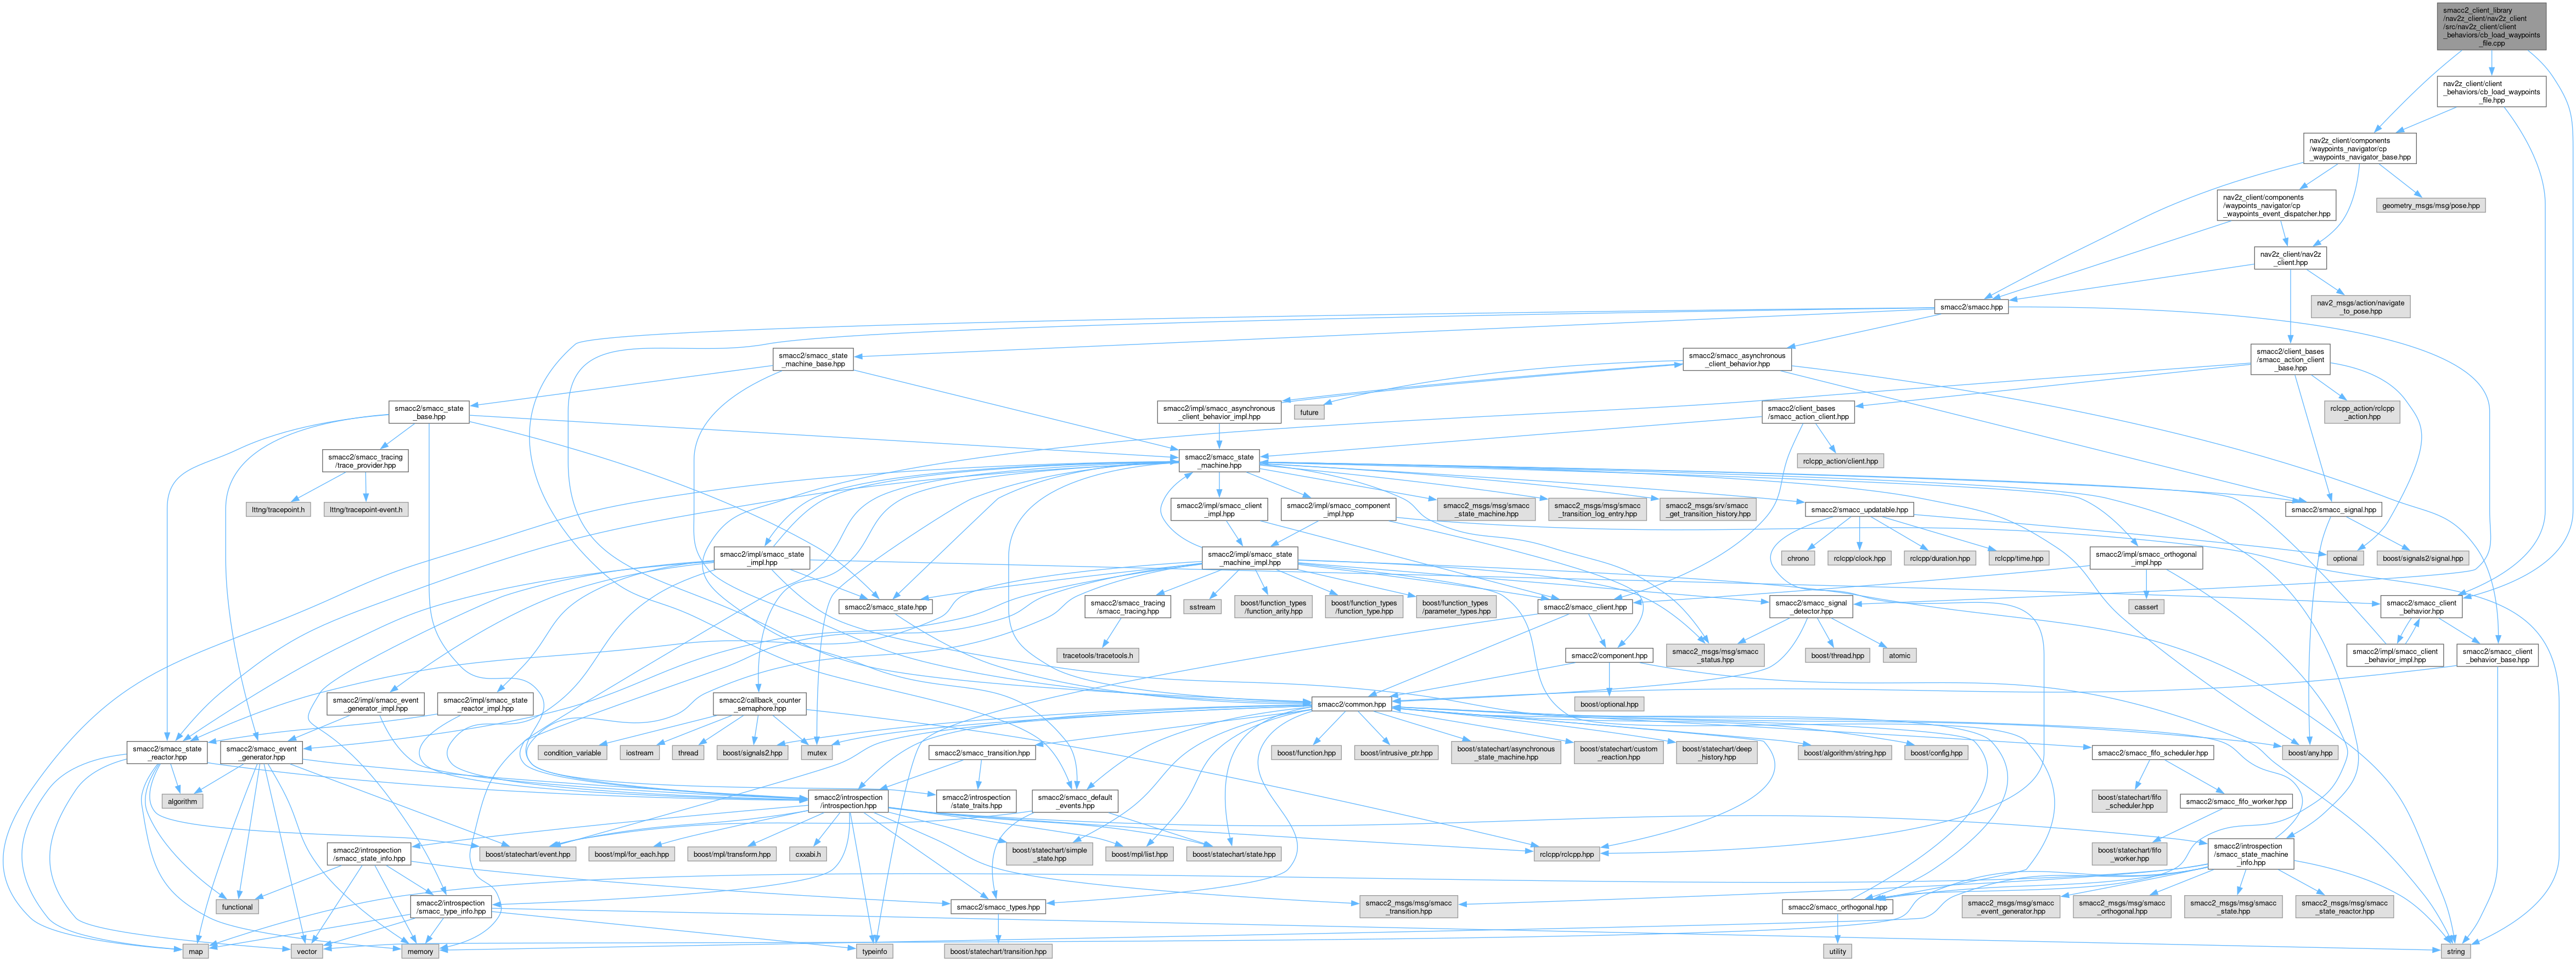 smacc2_client_library
/nav2z_client/nav2z_client
/src/nav2z_client/client
_behaviors/cb_load_waypoints
_file.cpp
nav2z_client/client
_behaviors/cb_load_waypoints
_file.hpp
nav2z_client/components
/waypoints_navigator/cp
_waypoints_navigator_base.hpp
nav2z_client/components
/waypoints_navigator/cp
_waypoints_event_dispatcher.hpp
geometry_msgs/msg/pose.hpp
nav2z_client/nav2z
_client.hpp
smacc2/smacc.hpp
nav2_msgs/action/navigate
_to_pose.hpp
smacc2/smacc_state
_machine_base.hpp
smacc2/smacc_asynchronous
_client_behavior.hpp
smacc2/client_bases
/smacc_action_client
_base.hpp
smacc2/smacc_state
_base.hpp
smacc2/impl/smacc_asynchronous
_client_behavior_impl.hpp
future
smacc2/client_bases
/smacc_action_client.hpp
rclcpp_action/rclcpp
_action.hpp
smacc2/smacc_tracing
/trace_provider.hpp
smacc2/smacc_state
_machine.hpp
rclcpp_action/client.hpp
lttng/tracepoint.h
lttng/tracepoint-event.h
smacc2/impl/smacc_client
_impl.hpp
smacc2/impl/smacc_component
_impl.hpp
smacc2_msgs/msg/smacc
_state_machine.hpp
smacc2_msgs/msg/smacc
_transition_log_entry.hpp
smacc2_msgs/srv/smacc
_get_transition_history.hpp
smacc2/smacc_updatable.hpp
smacc2/smacc_signal.hpp
smacc2/impl/smacc_state
_impl.hpp
smacc2/impl/smacc_state
_machine_impl.hpp
chrono
rclcpp/clock.hpp
rclcpp/duration.hpp
rclcpp/time.hpp
smacc2/impl/smacc_orthogonal
_impl.hpp
optional
boost/signals2/signal.hpp
smacc2/smacc_tracing
/smacc_tracing.hpp
sstream
boost/function_types
/function_arity.hpp
boost/function_types
/function_type.hpp
boost/function_types
/parameter_types.hpp
smacc2/smacc_state.hpp
smacc2/smacc_client.hpp
smacc2/smacc_signal
_detector.hpp
cassert
smacc2/smacc_client
_behavior.hpp
tracetools/tracetools.h
smacc2_msgs/msg/smacc
_status.hpp
smacc2/component.hpp
boost/thread.hpp
atomic
smacc2/impl/smacc_client
_behavior_impl.hpp
smacc2/smacc_client
_behavior_base.hpp
smacc2/impl/smacc_event
_generator_impl.hpp
smacc2/impl/smacc_state
_reactor_impl.hpp
smacc2/callback_counter
_semaphore.hpp
smacc2/common.hpp
boost/optional.hpp
smacc2/smacc_state
_reactor.hpp
smacc2/smacc_event
_generator.hpp
condition_variable
iostream
thread
boost/signals2.hpp
mutex
smacc2/smacc_transition.hpp
boost/function.hpp
boost/intrusive_ptr.hpp
boost/statechart/asynchronous
_state_machine.hpp
boost/statechart/custom
_reaction.hpp
boost/statechart/deep
_history.hpp
boost/algorithm/string.hpp
boost/config.hpp
smacc2/smacc_fifo_scheduler.hpp
boost/any.hpp
algorithm
smacc2/introspection
/introspection.hpp
smacc2/introspection
/state_traits.hpp
smacc2/smacc_default
_events.hpp
boost/statechart/fifo
_scheduler.hpp
smacc2/smacc_fifo_worker.hpp
smacc2/introspection
/smacc_state_info.hpp
boost/statechart/event.hpp
boost/mpl/for_each.hpp
boost/mpl/transform.hpp
cxxabi.h
boost/statechart/simple
_state.hpp
boost/mpl/list.hpp
boost/statechart/state.hpp
rclcpp/rclcpp.hpp
boost/statechart/fifo
_worker.hpp
smacc2/introspection
/smacc_state_machine
_info.hpp
functional
smacc2/introspection
/smacc_type_info.hpp
smacc2/smacc_types.hpp
smacc2_msgs/msg/smacc
_transition.hpp
smacc2/smacc_orthogonal.hpp
smacc2_msgs/msg/smacc
_event_generator.hpp
smacc2_msgs/msg/smacc
_orthogonal.hpp
smacc2_msgs/msg/smacc
_state.hpp
smacc2_msgs/msg/smacc
_state_reactor.hpp
map
vector
memory
typeinfo
boost/statechart/transition.hpp
utility
string